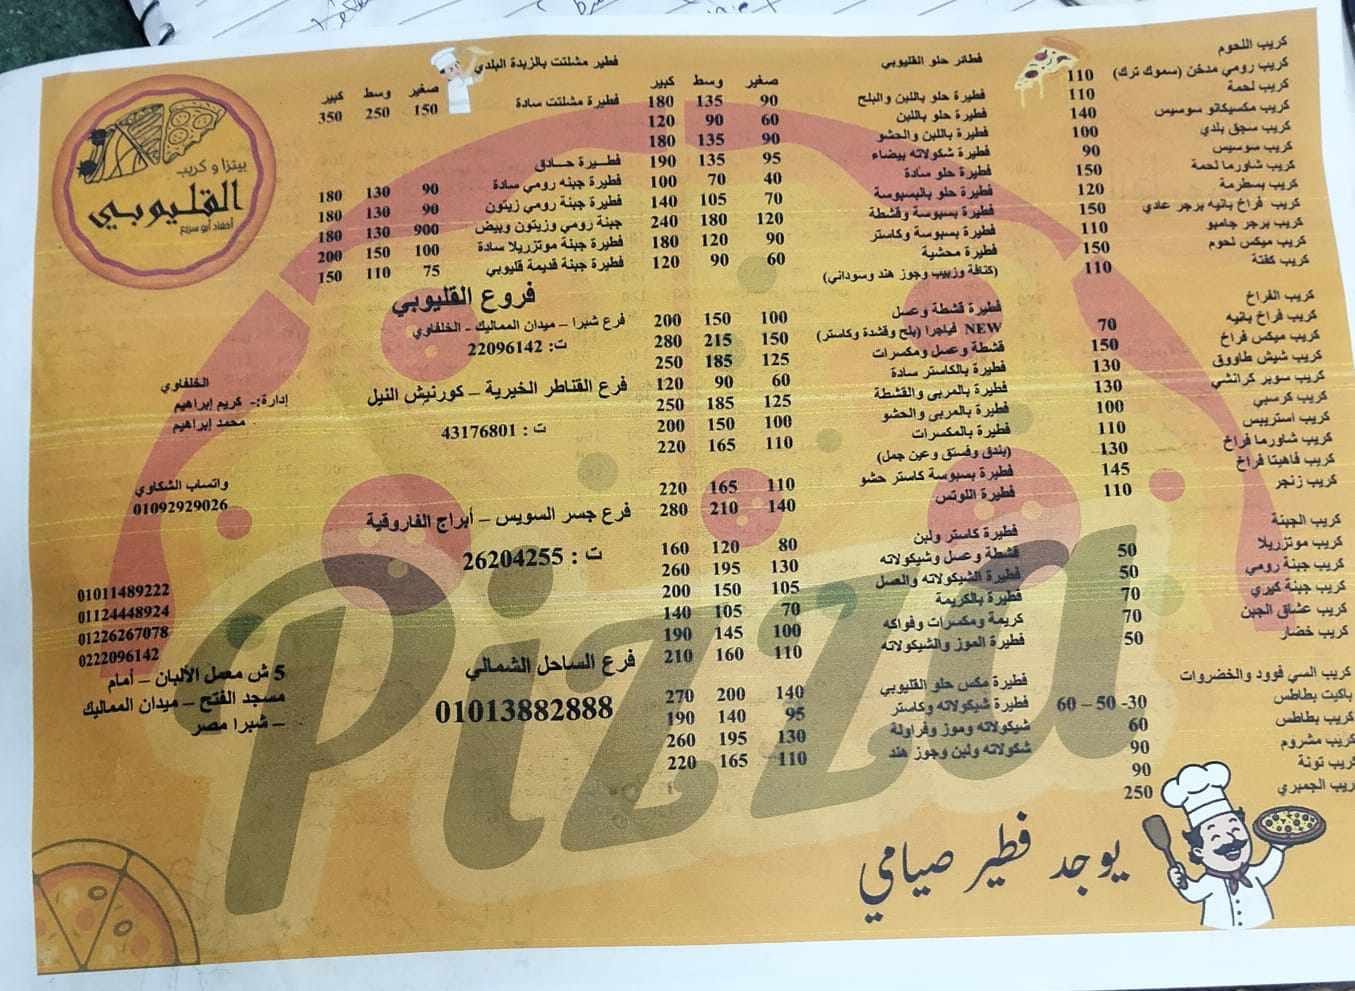 كريب اللحوم
كريب رومي مدخن (سموك ترك) 110
كريب لحمة 110
كريب مكسيكانو سوسيس 140
كريب سجق بلدي 100
كريب سوسيس 90
كريب شاورما لحمة 150
كريب بسطرمة 120
كريب فراخ بانيه برجر عادي 150
كريب برجر جامبو 110
كريب ميكس لحوم 150
كريب كفتة 110
كريب الفراخ
كريب فراخ بانيه 70
كريب ميكس فراخ 150
كريب شيش طاووق 130
كريب سوبر كرانشي 130
كريب كرسبي 100
كريب استربس 110
كريب شاورما فراخ 130
كريب فاهيتا فراخ 145
كريب زنجر 110
كريب الجبنة
كريب موتزريلا 50
كريب جبنة رومي 50
كريب جبنة كيري 70
كريب عشاق الجبن 70
كريب خضار 50
كريب السي فوود والخضروات
باكيت بطاطس 30- 50 – 60
كريب بطاطس 60
كريب مشروم 90
كريب تونة 90
ريب الجمبري 250
يوجد فطير صيامي
فطائر حلو القليوبي
صغير وسط كبير
فطيرة حلو باللبن والبلح 90 135 180
فطيرة حلو باللبن 60 90 120
فطيرة باللبن والحشو 90 135 180
فطيرة شكولاته بيضاء 95 135 190
فطيرة حلو سادة 40 70 100
فطيرة حلو بالبسبوسة 70 105 140
فطيرة بسبوسة وقشطة 120 180 240
فطيرة بسبوسة وكاستر 90 120 180
فطيرة محشية 60 90 120
(كنافة وزبيب وجوز هند وسوداني)
فطيرة قشطة وعسل 100 150 200
NEW فياجرا (بلح وقشدة وكاستر) 150 215 280
قشطة وعسل ومكسرات 125 185 250
فطيرة بالكاستر سادة 60 90 120
فطيرة بالمربى والقشطة 125 185 250
فطيرة بالمربى والحشو 100 150 200
فطيرة بالمكسرات 110 165 220
(بندق وفستق وعين جمل)
فطيرة بسبوسة كاستر حشو 110 165 220
فطيرة اللوتس 140 210 280
فطيرة كاستر ولبن 80 120 160
قشطة وعسل وشيكولاته 130 195 260
فطيرة الشيكولاته والعسل 105 150 200
فطيرة بالكريمة 70 105 140
كريمة ومكسرات وفواكه 100 145 190
فطيرة الموز والشيكولاته 110 160 210
فطيرة مكس حلو القليوبي 140 200 270
فطيرة شيكولاته وكاستر 95 140 190
شيكولاته وموز وفراولة 130 195 260
شكولاته ولبن وجوز هند 110 165 220
فطير مشلتت بالزبدة البلدي
صغير وسط كبير
فطيرة مشلتت سادة 150 250 350
فطـــيرة حـــادق
فطيرة جبنه رومي سادة 90 130 180
فطيرة جبنة رومي زيتون 90 130 180
جبنة رومي وزيتون وبيض 900 130 180
فطيرة جبنة موتزريلا سادة 100 150 200
فطيرة جبنة قديمة قليوبي 75 110 150
فروع القليوبي
فرع شبرا – ميدان المماليك - الخلفاوي
ت: 22096142
فرع القناطر الخيرية – كورنيش النيل
ت : 43176801
فرع جسر السويس – أبراج الفاروقية
ت : 26204255
فرع الساحل الشمالي
01013882888
بيتزا و كريب
القليوبي
أحفاد أبو سريع
الخلفاوي
إدارة:- كريم إبراهيم
محمد إبراهيم
واتساب الشكاوي
01092929026
01011489222
01124448924
01226267078
0222096142
5 ش معمل الألبان – أمام
مسجد الفتح – ميدان المماليك
– شبرا مصر
Pizza